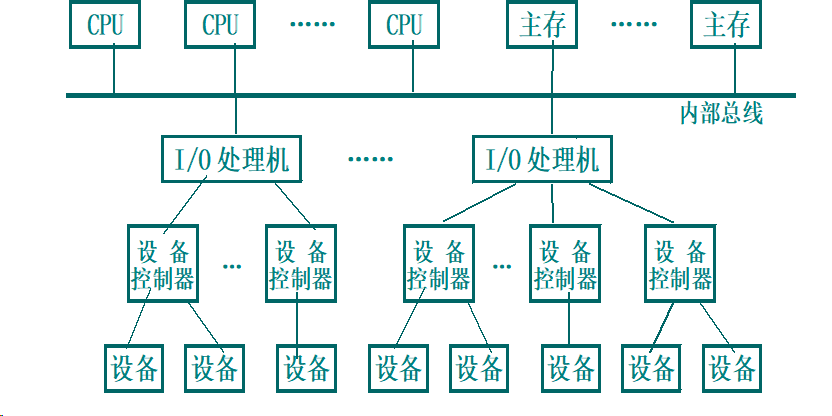 CPU CPU …… CPU 主存 …… 主存
内部总线
I/O 处理机 …… I/O 处理机
设 备 设 备 设 备 设 备 设 备
控制器 … 控制器 控制器 … 控制器 控制器
设备 设备 设备 设备 设备 设备 设备 设备